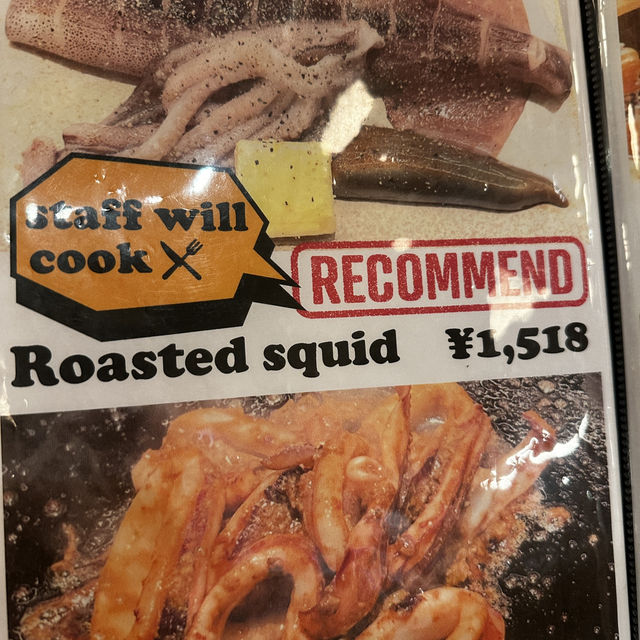 staff will
cook
RECOMMEND
Roasted squid ¥1,518